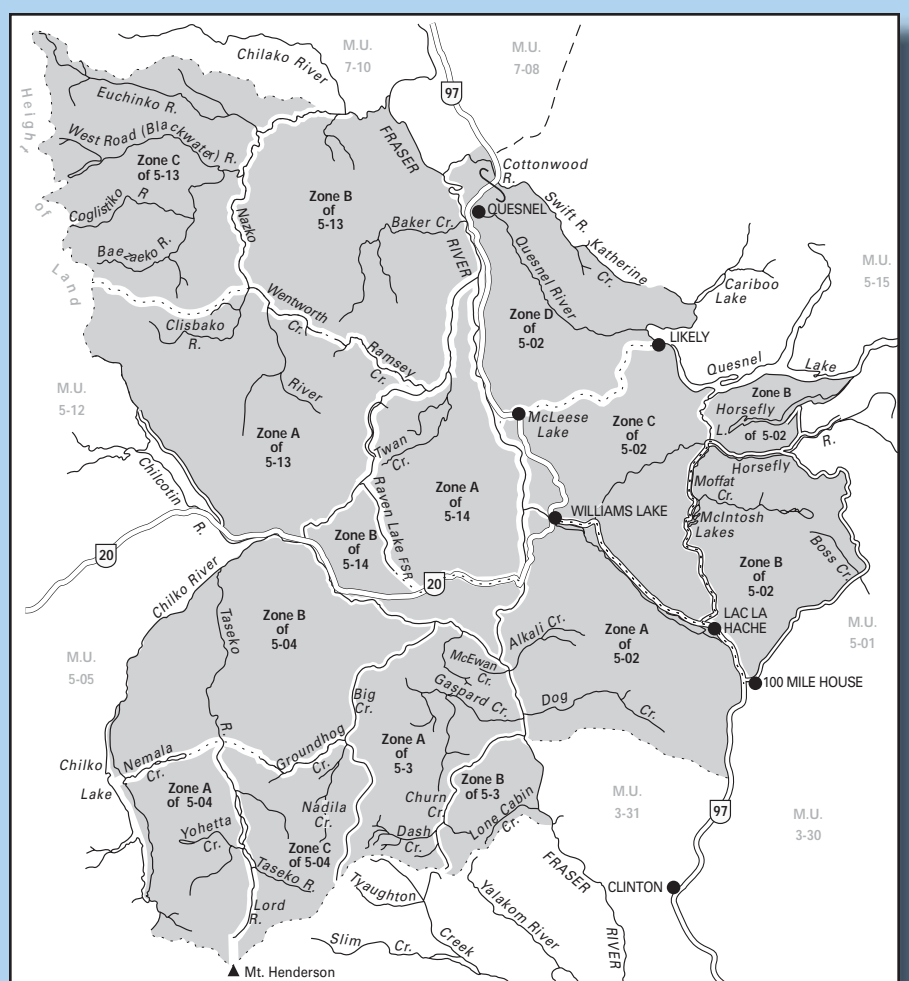 M.U.
7-10
M.U.
7-08
Chilako River
97
Heigh
of
Land
Euchinko R.
West Road (Blackwater) R.
Zone C
of 5-13
Coglistiko
R
Baezaeko R.
Nazko
Zone B
of
5-13
FRASER
RIVER
Baker Cr.
Cottonwood
R.
QUESNEL
Swift R.
Katherine
Cr.
Quesnel River
Cariboo
Lake
M.U.
5-15
Clisbako
R.
Wentworth
Cr.
Ramsey
Cr.
River
Zone D
of
5-02
LIKELY
Quesnel
Lake
M.U.
5-12
Zone A
of
5-13
Twan
Cr.
McLeese
Lake
Zone C
of
5-02
Zone B
Horsefly
L.
of 5-02
R.
Horsefly
Moffat
Cr.
McIntosh
Lakes
Boss Cr.
Chilcotin
R.
Raven Lake FSR
Zone A
of
5-14
Zone B
of
5-14
WILLIAMS LAKE
20
20
Zone B
of
5-02
LAC LA
HACHE
M.U.
5-01
Chilko River
Taseko
R.
Zone B
of
5-04
M.U.
5-05
McEwan
Cr.
Alkali Cr.
Zone A
of
5-02
100 MILE HOUSE
Gaspard Cr.
Dog
Cr.
Big
Cr.
Chilko
Lake
Nemala
Cr.
Groundhog
Cr.
Zone A
of
5-3
Zone A
of 5-04
Yohetta
Cr.
Nadila
Cr.
Zone C
of 5-04
Churn
Cr.
Zone B
of 5-3
Dash
Cr.
Lone Cabin
Cr.
M.U.
3-31
97
M.U.
3-30
Taseko R.
Lord
R.
Tyaughton
Creek
Yalakom River
FRASER
RIVER
CLINTON
Slim
Cr.
Mt. Henderson